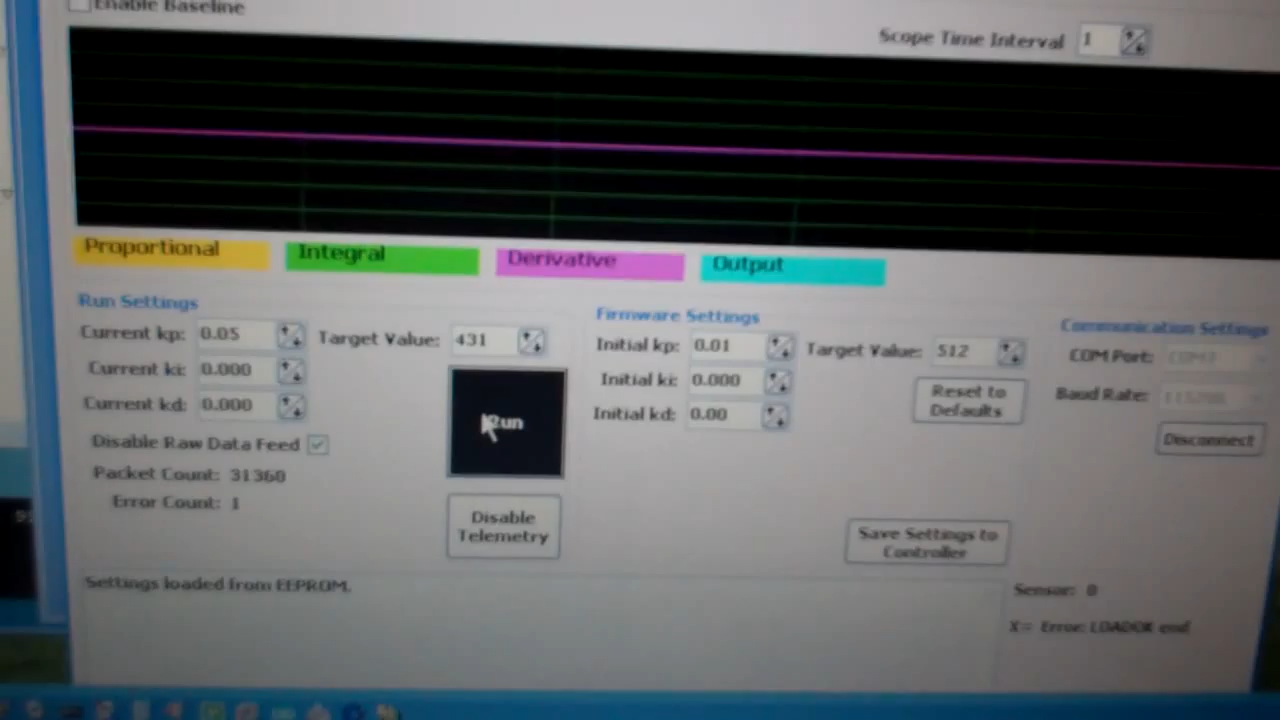 Enable Baseline
Scope Time Interval 1
Proportional Integral Derivative Output
Run Settings
Current kp: 0.05 Target Value: 431
Current ki: 0.000
Current kd: 0.000
Disable Raw Data Feed
Packet Count: 31360
Error Count: 1
Run
Disable
Telemetry
Firmware Settings
Initial kp: 0.01 Target Value: 512
Initial ki: 0.000
Initial kd: 0.00
Reset to
Defaults
Save Settings to
Controller
Communication Settings
COM Port:
Baud Rate: 115200
Disconnect
Settings loaded from EEPROM.
Sensor: 0
X= Error: LOADOK end